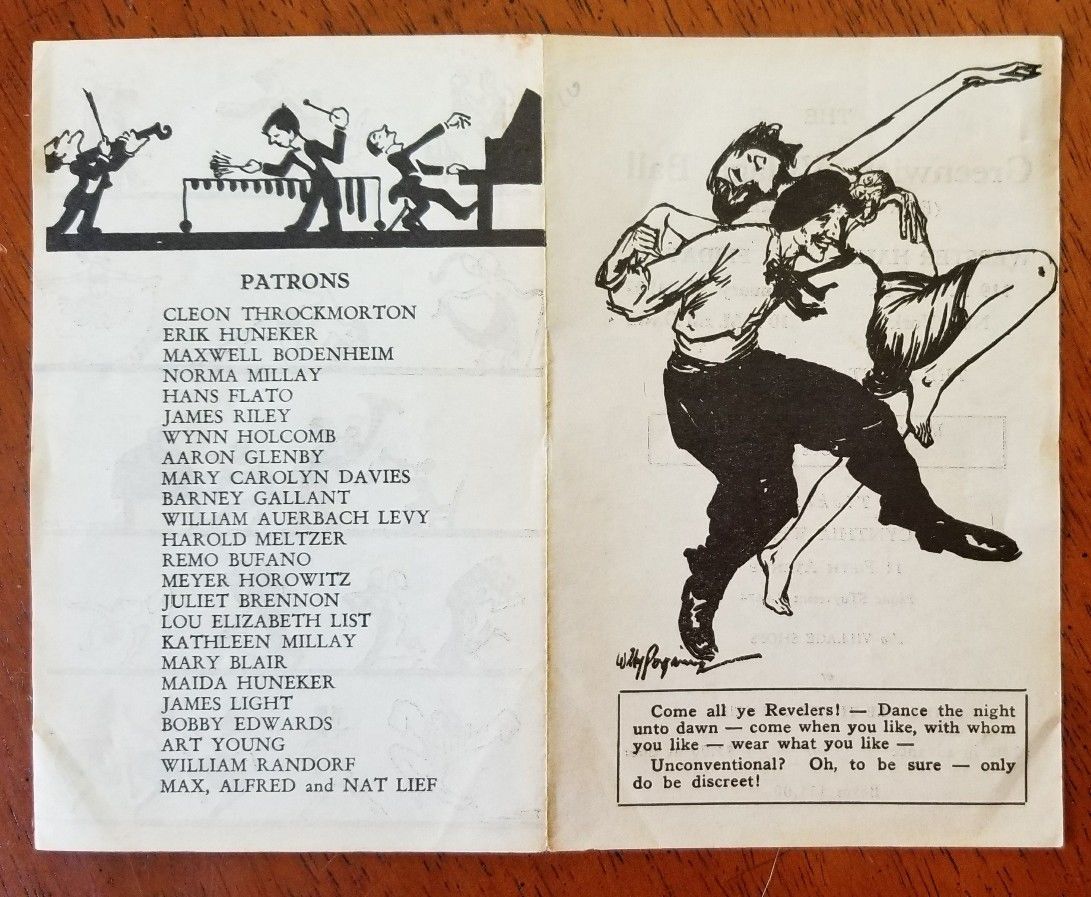 PATRONS
CLEON THROCKMORTON
ERIK HUNEKER
MAXWELL BODENHEIM
NORMA MILLAY
HANS FLATO
JAMES RILEY
WYNN HOLCOMB
AARON GLENBY
MARY CAROLYN DAVIES
BARNEY GALLANT
WILLIAM AUERBACH LEVY
HAROLD MELTZER
REMO BUFANO
MEYER HOROWITZ
JULIET BRENNON
LOU ELIZABETH LIST
KATHLEEN MILLAY
MARY BLAIR
MAIDA HUNEKER
JAMES LIGHT
BOBBY EDWARDS
ART YOUNG
WILLIAM RANDORF
MAX, ALFRED and NAT LIEF
Come all ye Revelers! — Dance the night
unto dawn — come when you like, with whom
you like — wear what you like —
Unconventional? Oh, to be sure — only
do be discreet!